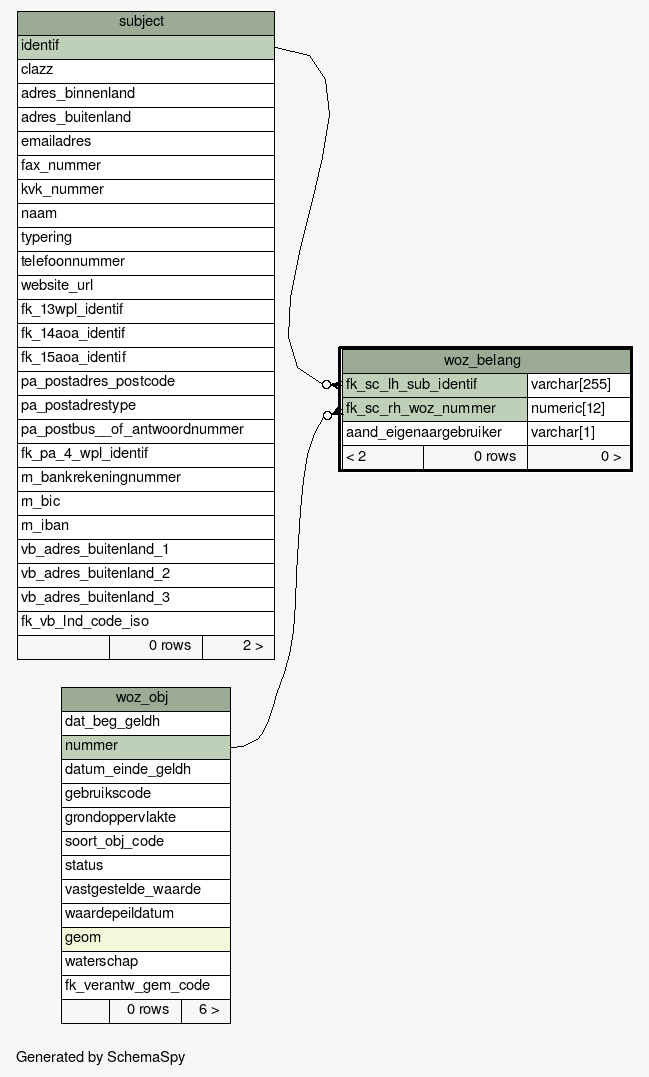 subject
identif
clazz
adres_binnenland
adres_buitenland
emailadres
fax_nummer
kvk_nummer
naam
typering
telefoonnummer
website_url
fk_13wpl_identif
fk_14aoa_identif
fk_15aoa_identif
pa_postadres_postcode
pa_postadrestype
pa_postbus__of_antwoordnummer
fk_pa_4_wpl_identif
rn_bankrekeningnummer
rn_bic
rn_iban
vb_adres_buitenland_1
vb_adres_buitenland_2
vb_adres_buitenland_3
fk_vb_lnd_code_iso
0 rows 2 >
woz_belang
fk_sc_lh_sub_identif varchar[255]
fk_sc_rh_woz_nummer numeric[12]
aand_eigenaargebruiker varchar[1]
< 2 0 rows 0 >
woz_obj
dat_beg_geldh
nummer
datum_einde_geldh
gebruikscode
grondoppervlakte
soort_obj_code
status
vastgestelde_waarde
waardepeildatum
geom
waterschap
fk_verantw_gem_code
0 rows 6 >
Generated by SchemaSpy